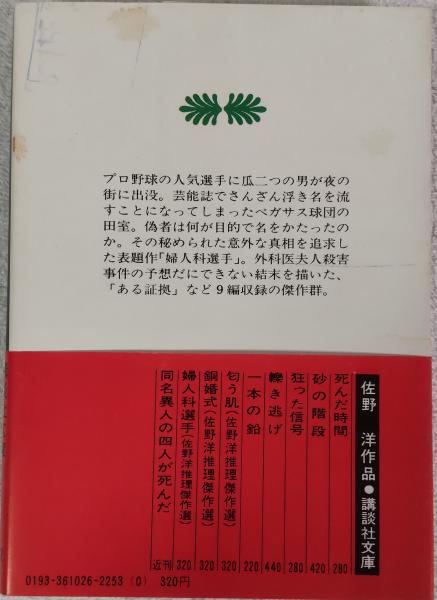 プロ野球の人気選手に瓜二つの男が夜の
街に出没。芸能誌でさんざん浮き名を流
すことになってしまったペガサス球団の
田室。偽者は何が目的で名をかたったの
か。その秘められた意外な真相を追求し
た表題作「婦人科選手」。外科医夫人殺害
事件の予想だにできない結末を描いた、
「ある証拠」など9編収録の傑作群。
佐野 洋作品●講談社文庫
死んだ時間 280
砂の階段 420
狂った信号 280
轢き逃げ 440
一本の鉛 220
匂う肌(佐野洋推理傑作選) 320
銅婚式(佐野洋推理傑作選) 320
婦人科選手(佐野洋推理傑作選) 320
同名異人の四人が死んだ 近刊
0193-361026-2253 (0) 320円